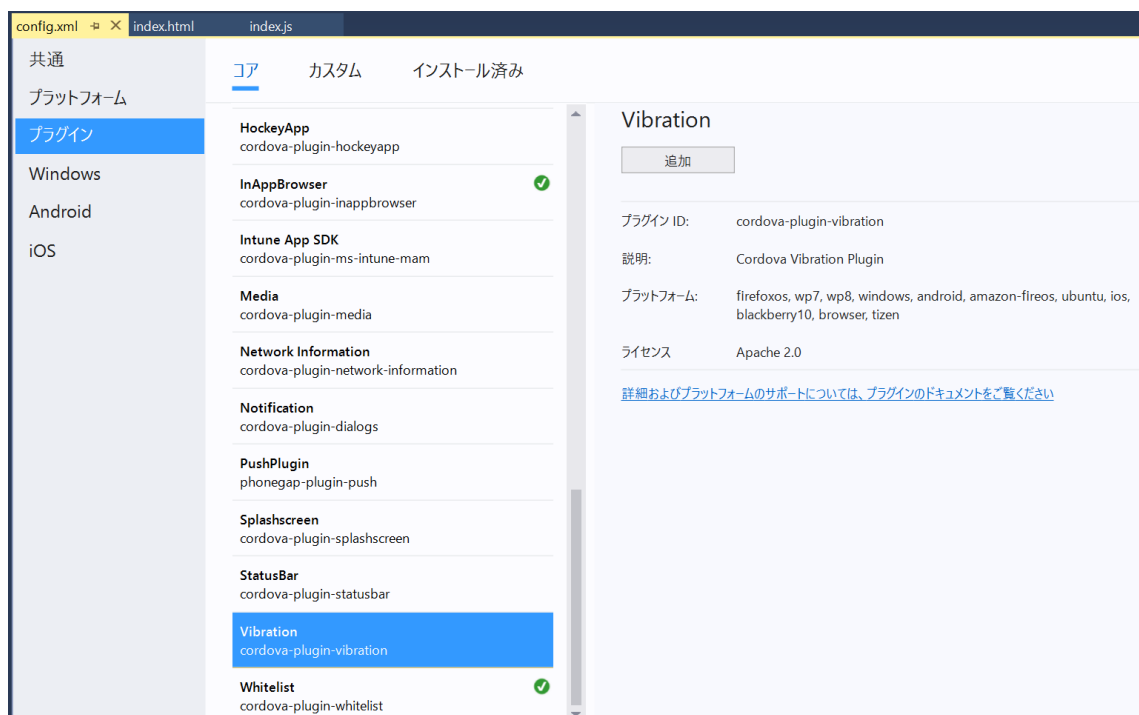 config.xml
index.html
index.js
共通
プラットフォーム
プラグイン
Windows
Android
iOS
コア
カスタム
インストール済み
HockeyApp
cordova-plugin-hockeyapp
InAppBrowser
cordova-plugin-inappbrowser
Intune App SDK
cordova-plugin-ms-intune-mam
Media
cordova-plugin-media
Network Information
cordova-plugin-network-information
Notification
cordova-plugin-dialogs
PushPlugin
phonegap-plugin-push
Splashscreen
cordova-plugin-splashscreen
StatusBar
cordova-plugin-statusbar
Vibration
cordova-plugin-vibration
Whitelist
cordova-plugin-whitelist
Vibration
追加
プラグイン ID: cordova-plugin-vibration
説明: Cordova Vibration Plugin
プラットフォーム: firefoxos, wp7, wp8, windows, android, amazon-fireos, ubuntu, ios,
blackberry10, browser, tizen
ライセンス Apache 2.0
詳細およびプラットフォームのサポートについては、プラグインのドキュメントをご覧ください